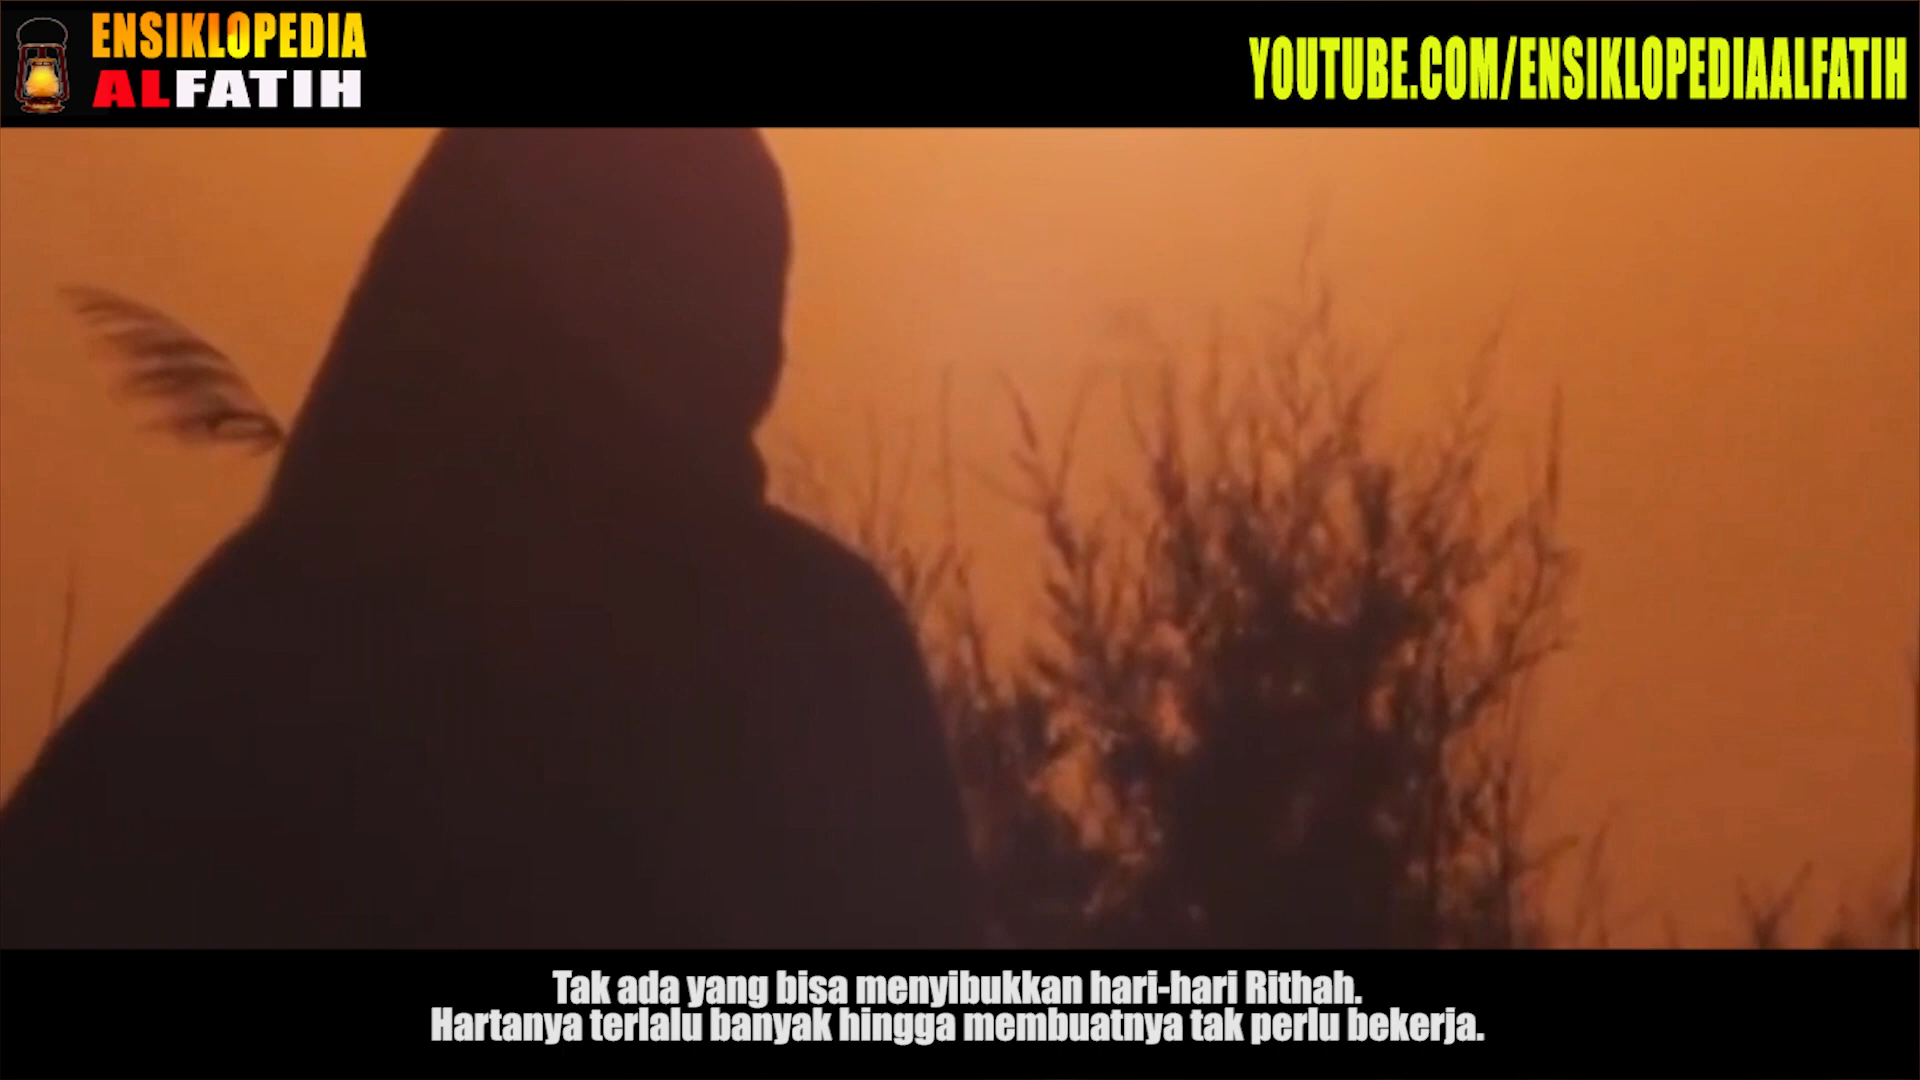 ENSIKLOPEDIA
ALFATIH
YOUTUBE.COM/ENSIKLOPEDIAALFATIH
Tak ada yang bisa menyibukkan hari-hari Rithah.
Hartanya terlalu banyak hingga membuatnya tak perlu bekerja.